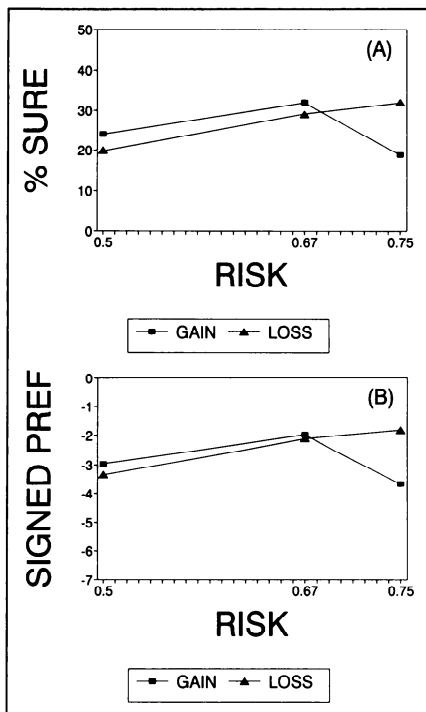 (A)
50
40
30
20
10
0
% SURE
0.5 0.67 0.75
RISK
GAIN LOSS
(B)
-0
-1
-2
-3
-4
-5
-6
-7
SIGNED PREF
0.5 0.67 0.75
RISK
GAIN LOSS